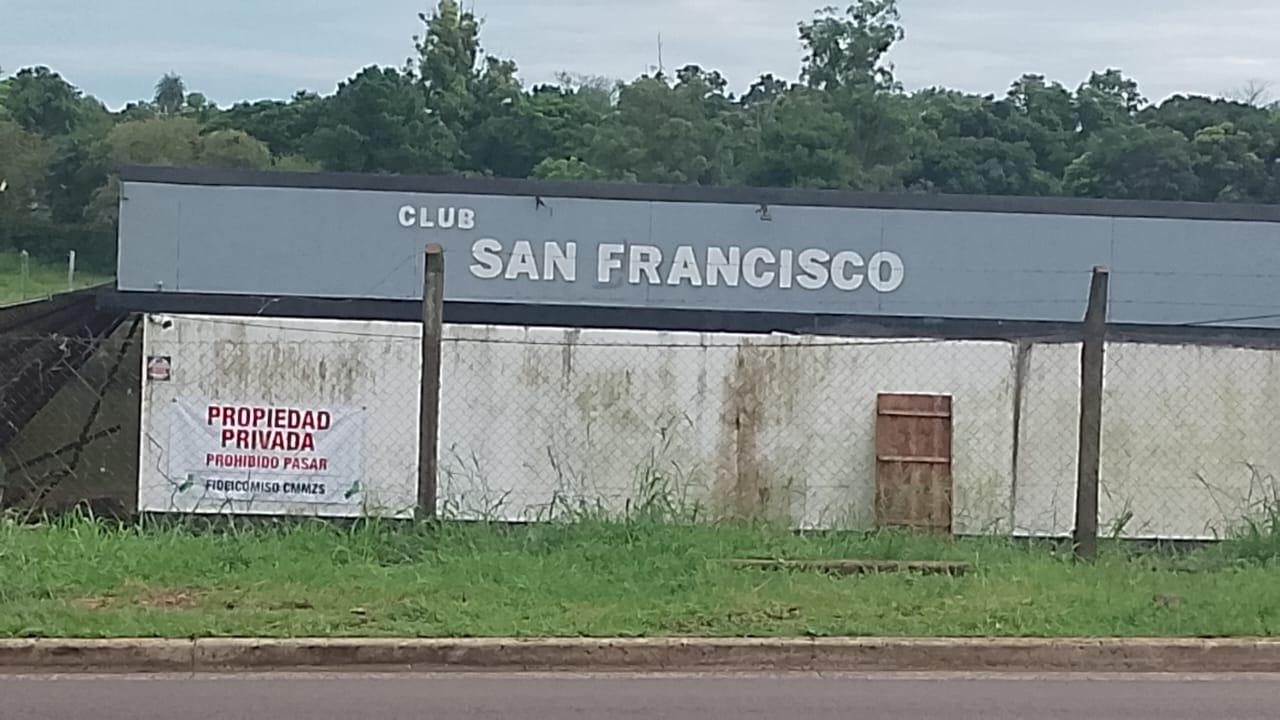 CLUB
SAN FRANCISCO
PROPIEDAD
PRIVADA
PROHIBIDO PASAR
FIDEICOMISO CMMZS